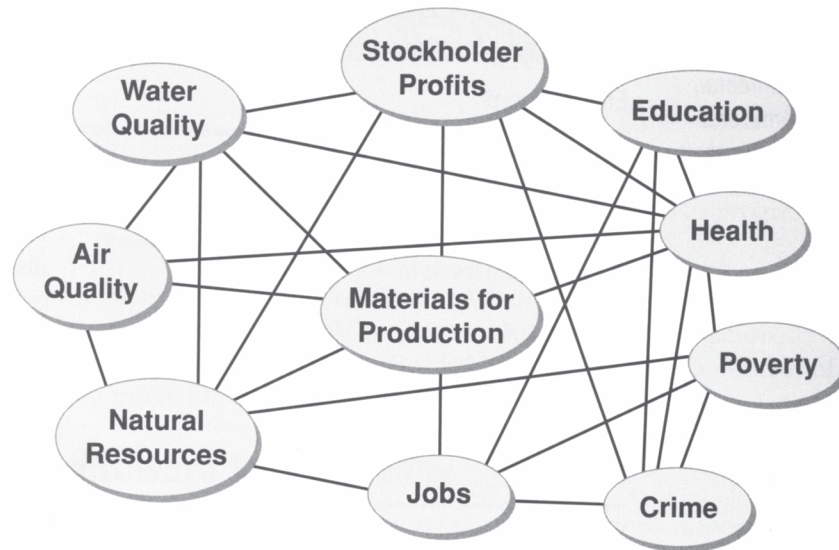 Stockholder
Profits
Water
Quality
Education
Health
Air
Quality
Materials for
Production
Poverty
Natural
Resources
Jobs
Crime